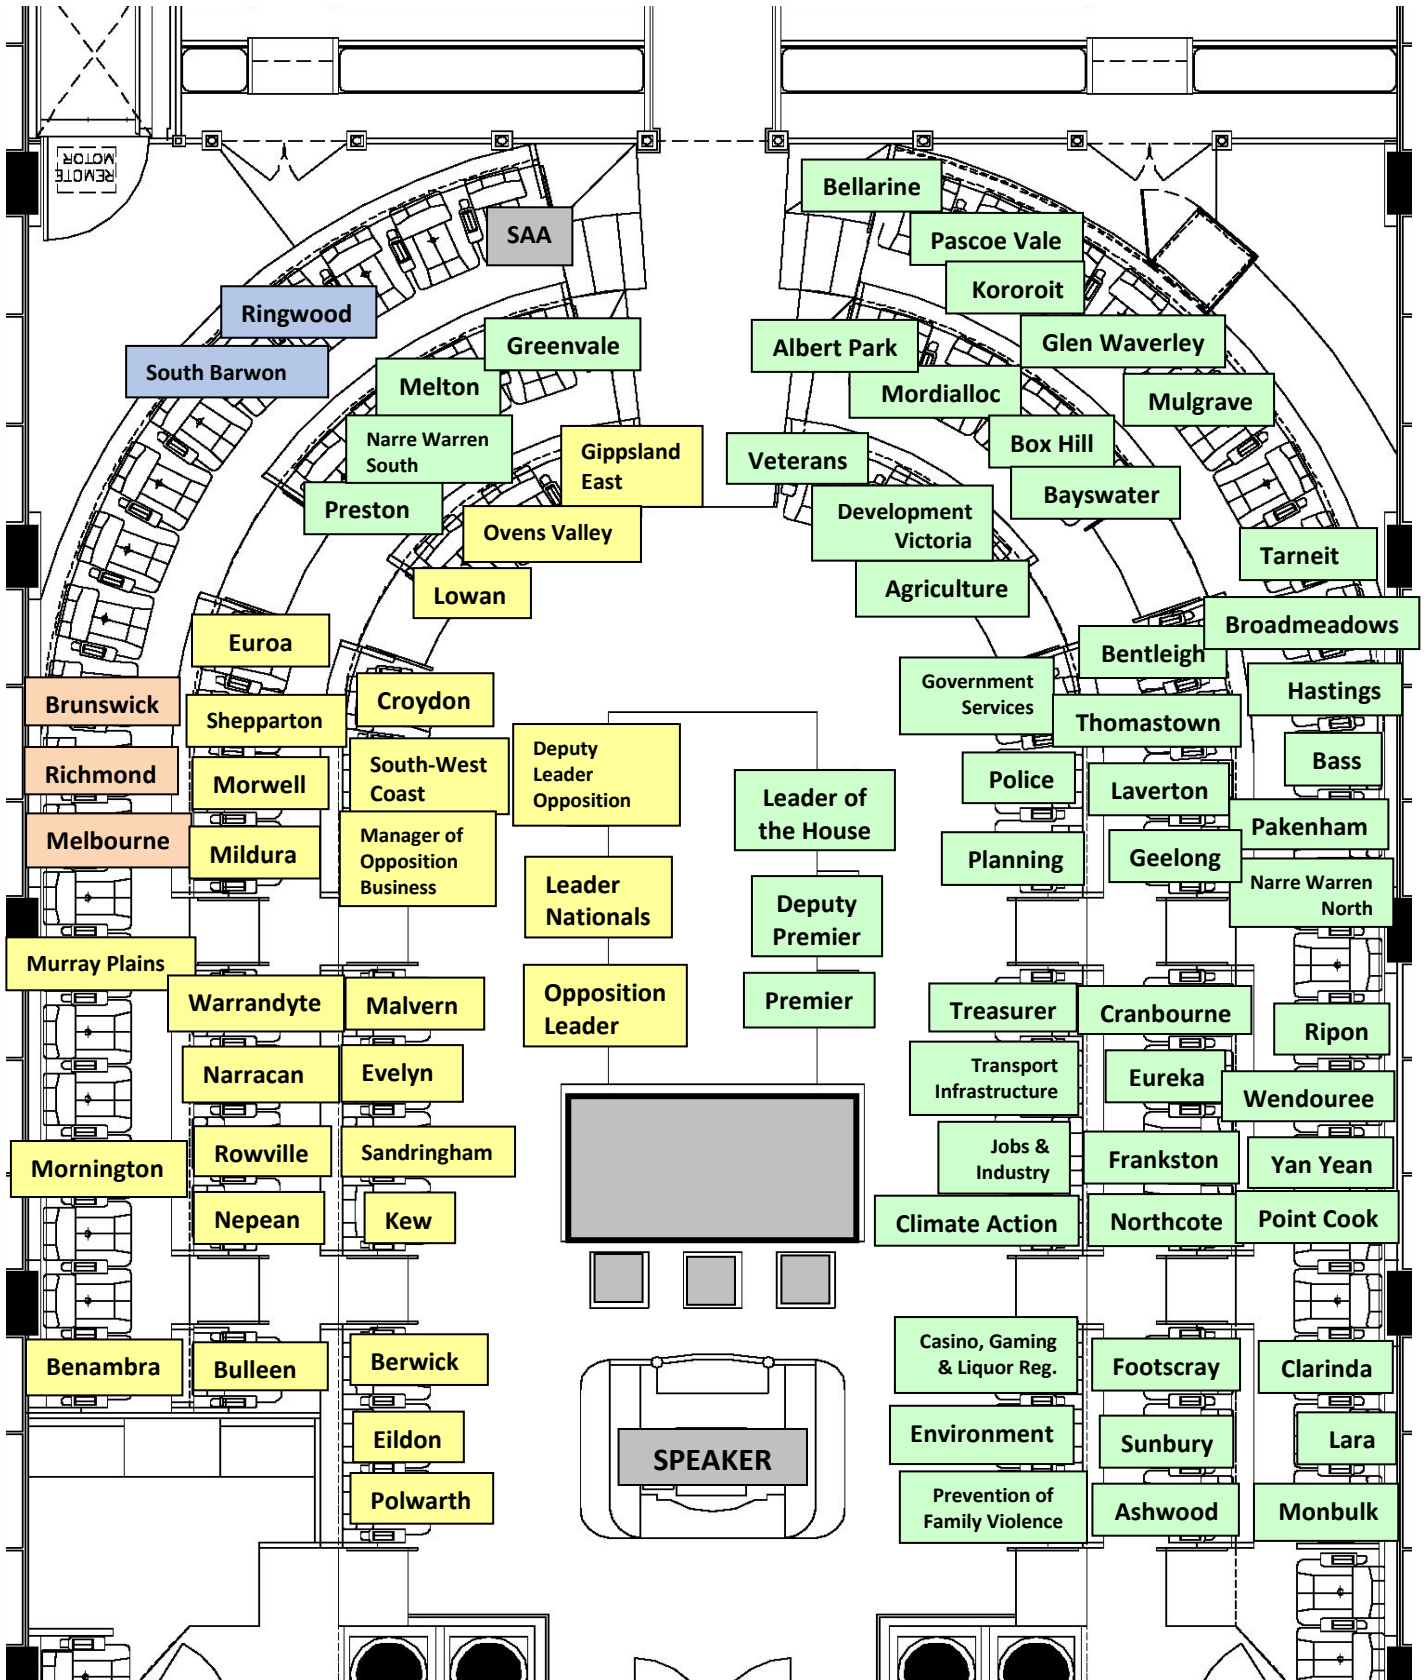 REMOTE
MOTOR
Bellarine
SAA
Pascoe Vale
Kororoit
Ringwood
Greenvale
Albert Park
Glen Waverley
South Barwon
Melton
Mordialloc
Mulgrave
Narre Warren
South
Gippsland
East
Veterans
Box Hill
Bayswater
Preston
Ovens Valley
Development
Victoria
Tarneit
Lowan
Agriculture
Broadmeadows
Euroa
Bentleigh
Brunswick
Shepparton
Croydon
Government
Services
Hastings
Thomastown
Richmond
Morwell
South-West
Coast
Deputy
Leader
Opposition
Leader of
the House
Police
Laverton
Bass
Melbourne
Mildura
Manager of
Opposition
Business
Planning
Geelong
Pakenham
Leader
Nationals
Deputy
Premier
Narre Warren
North
Murray Plains
Warrandyte
Malvern
Opposition
Leader
Premier
Treasurer
Cranbourne
Ripon
Narracan
Evelyn
Transport
Infrastructure
Eureka
Wendouree
Mornington
Rowville
Sandringham
Jobs &
Industry
Frankston
Yan Yean
Nepean
Kew
Climate Action
Northcote
Point Cook
Benambra
Bulleen
Berwick
Casino, Gaming
& Liquor Reg.
Footscray
Clarinda
Eildon
SPEAKER
Environment
Sunbury
Lara
Polwarth
Prevention of
Family Violence
Ashwood
Monbulk